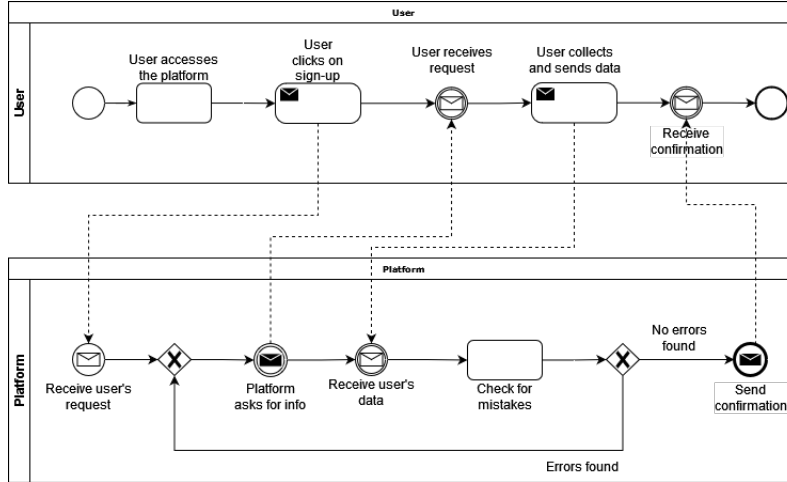 User
User
User accesses
the platform
User
clicks on
sign-up
User receives
request
User collects
and sends data
Receive
confirmation
Platform
Platform
Receive user's
request
Platform
asks for info
Receive user's
data
Check for
mistakes
No errors
found
Send
confirmation
Errors found